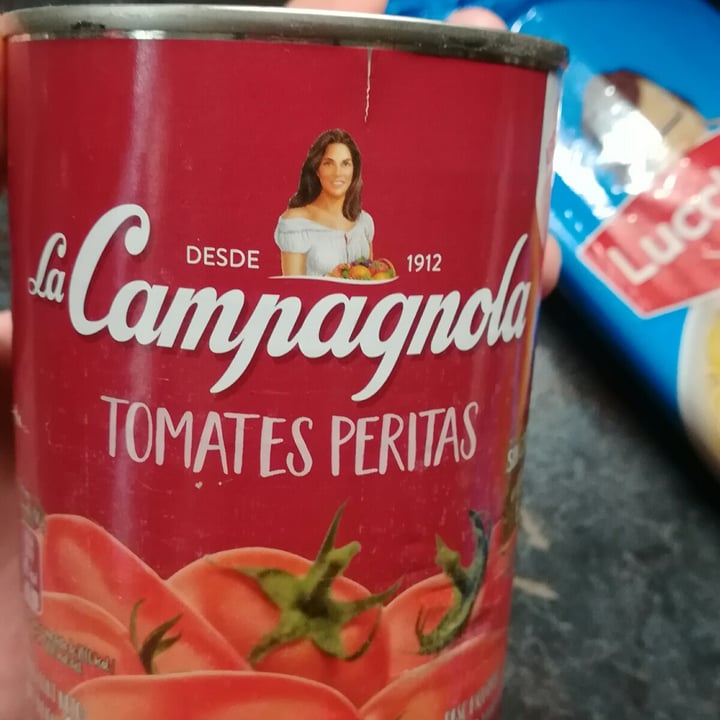 DESDE 1912
La Campagnola
TOMATES PERITAS
Lucc